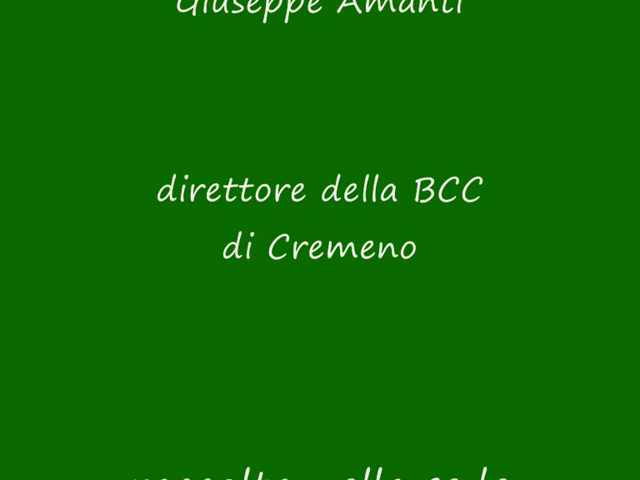 Giuseppe Amanti
direttore della BCC
di Cremeno